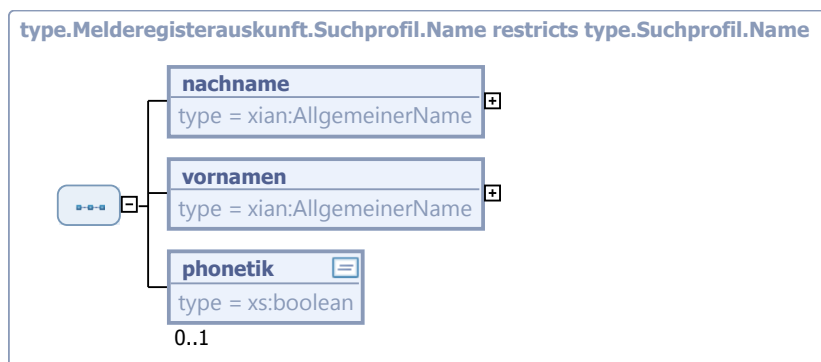 type.Melderegisterauskunft.Suchprofil.Name restricts type.Suchprofil.Name
nachname
type = xian:AllgemeinerName
vornamen
type = xian:AllgemeinerName
phonetik
type = xs:boolean
0..1